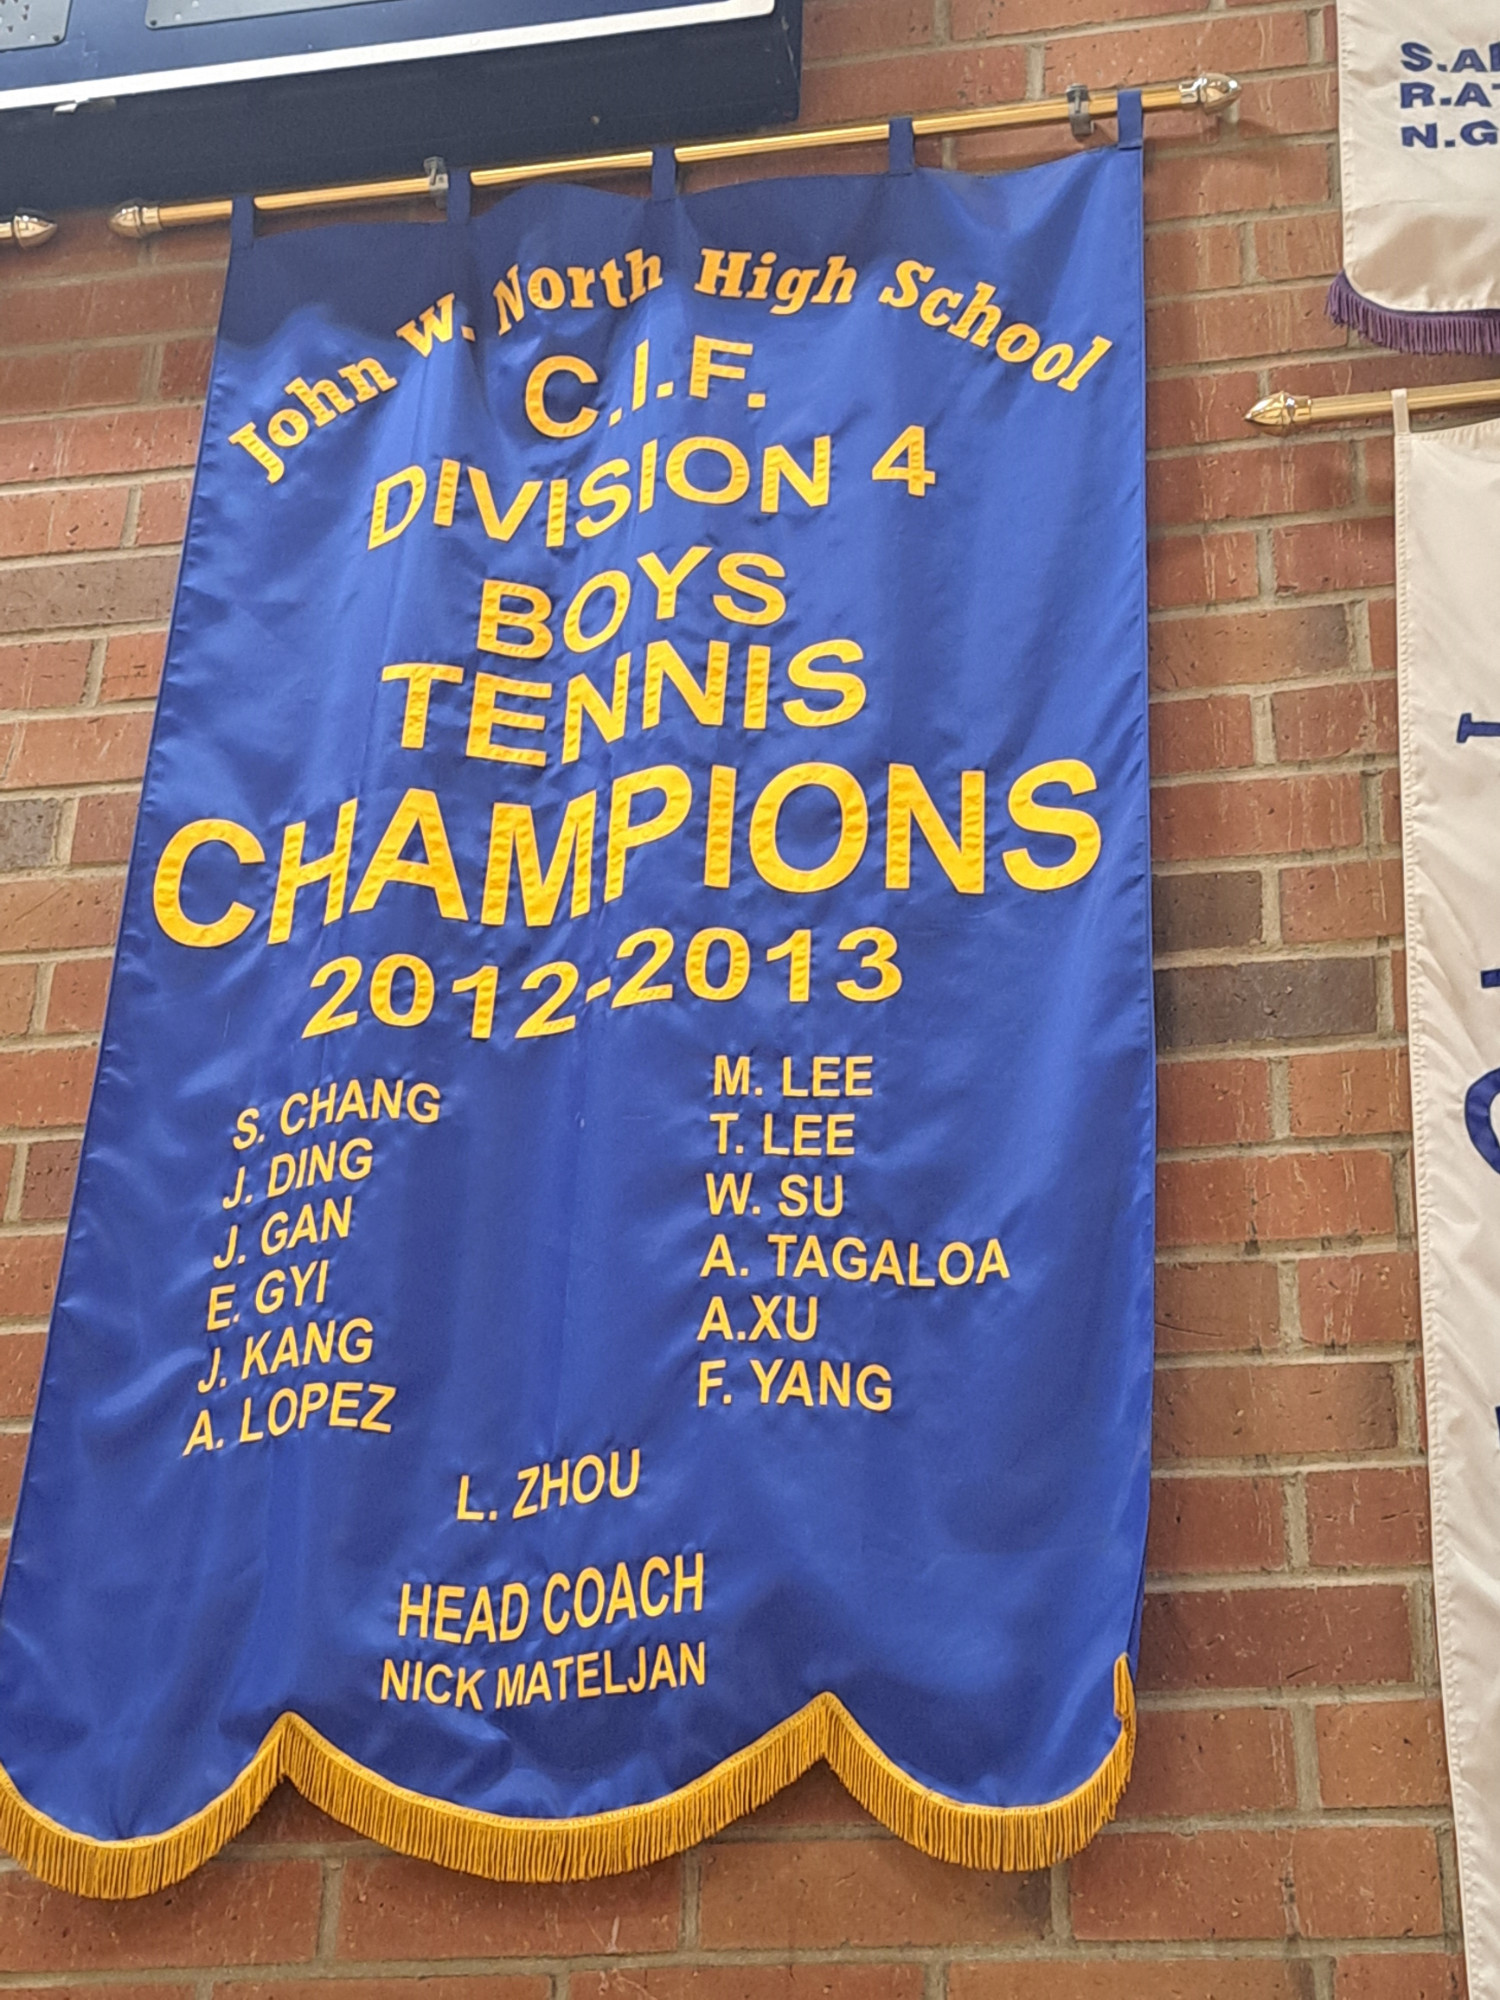 John W. North High School
C.I.F.
DIVISION 4
BOYS
TENNIS
CHAMPIONS
2012-2013
S. CHANG
J. DING
J. GAN
E. GYI
J. KANG
A. LOPEZ
M. LEE
T. LEE
W. SU
A. TAGALOA
A.XU
F. YANG
L. ZHOU
HEAD COACH
NICK MATELJAN